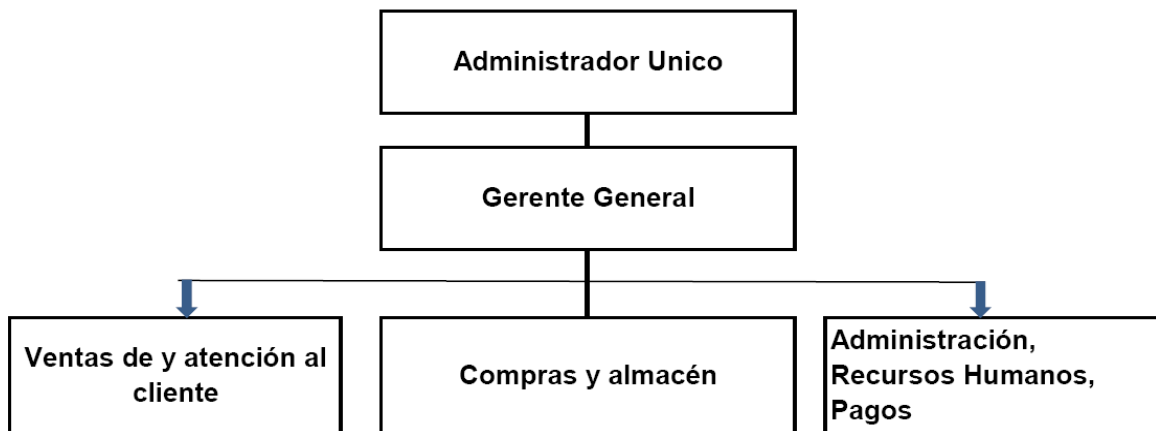 Administrador Unico
Gerente General
Ventas de y atención al
cliente
Compras y almacén
Administración,
Recursos Humanos,
Pagos